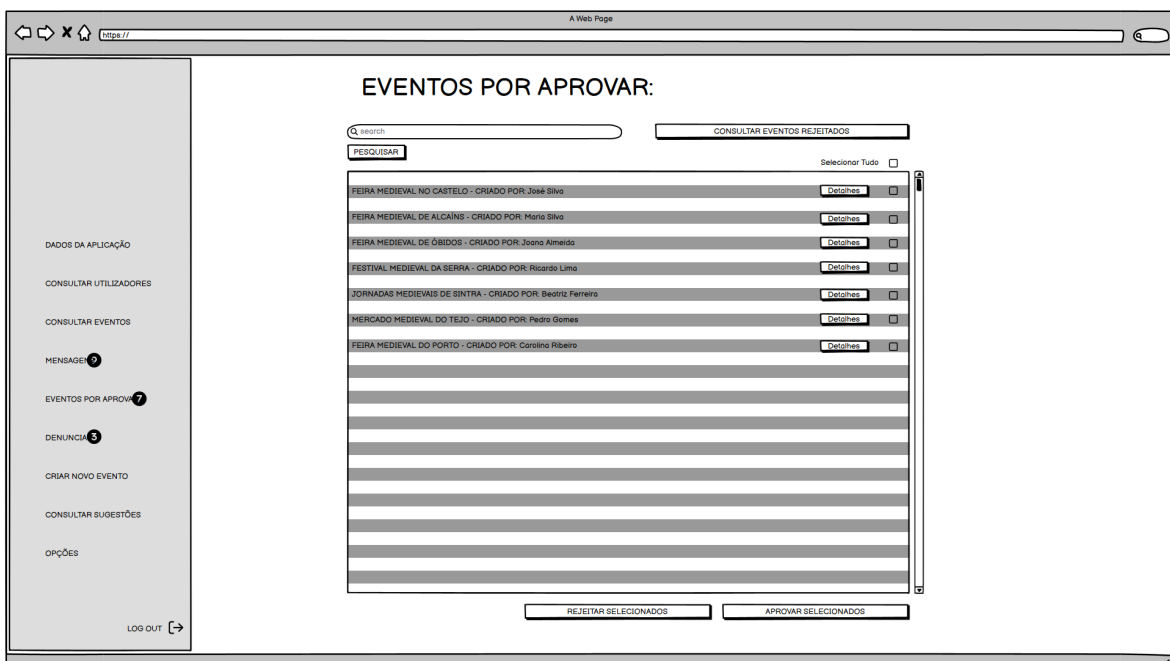 A Web Page
https://
EVENTOS POR APROVAR:
search
CONSULTAR EVENTOS REJEITADOS
PESQUISAR
Selecionar Tudo
FEIRA MEDIEVAL NO CASTELO - CRIADO POR: José Silva Detalhes
FEIRA MEDIEVAL DE ALCAÍNS - CRIADO POR: Maria Silva Detalhes
FEIRA MEDIEVAL DE ÓBIDOS - CRIADO POR: Joana Almeida Detalhes
FESTIVAL MEDIEVAL DA SERRA - CRIADO POR: Ricardo Lima Detalhes
JORNADAS MEDIEVAIS DE SINTRA - CRIADO POR: Beatriz Ferreira Detalhes
MERCADO MEDIEVAL DO TEJO - CRIADO POR: Pedro Gomes Detalhes
FEIRA MEDIEVAL DO PORTO - CRIADO POR: Carolina Ribeiro Detalhes
REJEITAR SELECIONADOS
APROVAR SELECIONADOS
DADOS DA APLICAÇÃO
CONSULTAR UTILIZADORES
CONSULTAR EVENTOS
MENSAGEN 9
EVENTOS POR APROVA 7
DENUNCIA 3
CRIAR NOVO EVENTO
CONSULTAR SUGESTÕES
OPÇÕES
LOG OUT